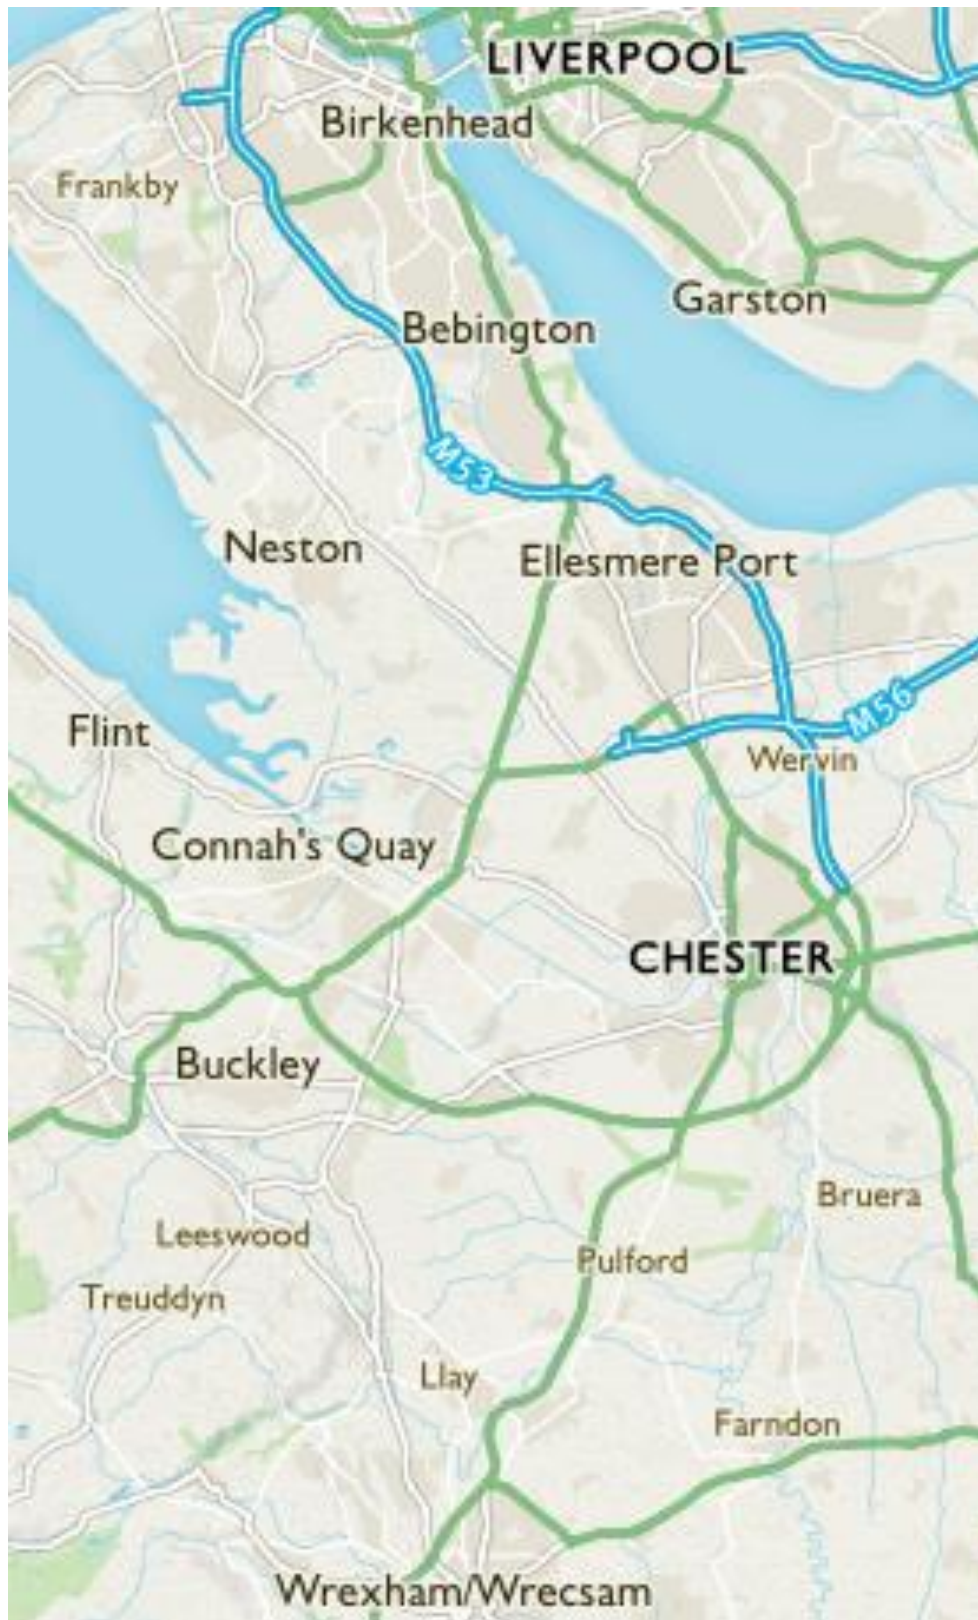 LIVERPOOL
Birkenhead
Frankby
Garston
Bebington
M53
Neston
Ellesmere Port
M56
Flint
Wervin
Connah's Quay
CHESTER
Buckley
Bruera
Leeswood
Pulford
Treuddyn
Llay
Farndon
Wrexham/Wrecsam